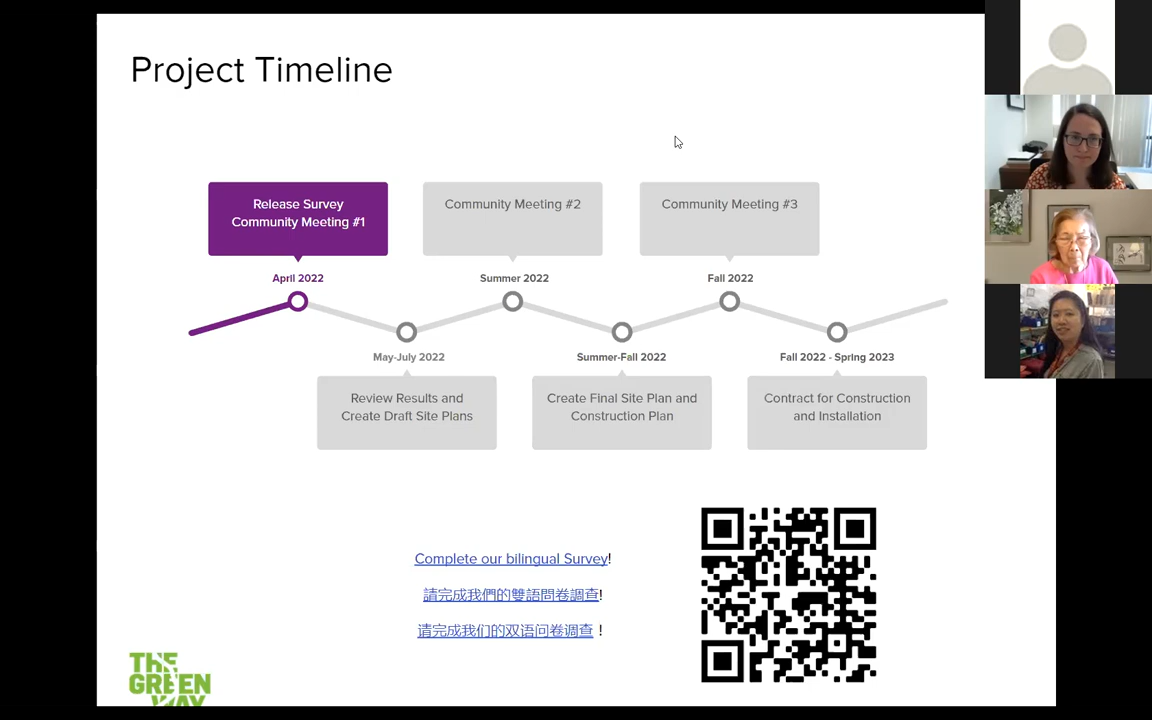 Project Timeline
Release Survey
Community Meeting #1
Community Meeting #2
Community Meeting #3
April 2022
Summer 2022
Fall 2022
May-July 2022
Summer-Fall 2022
Fall 2022 - Spring 2023
Review Results and
Create Draft Site Plans
Create Final Site Plan and
Construction Plan
Contract for Construction
and Installation
Complete our bilingual Survey!
請完成我們的雙語問卷調查!
请完成我们的双语问卷调查！
THE
GREEN
WAY